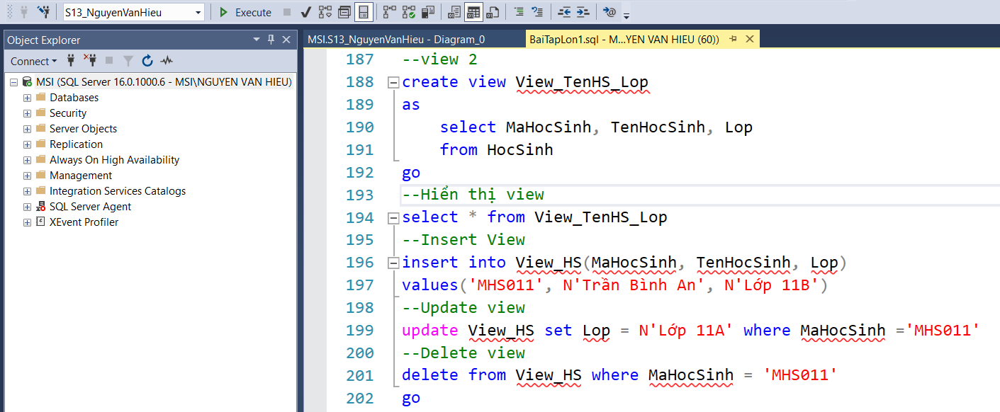 S13_NguyenVanHieu
Execute
Object Explorer
Connect
MSI (SQL Server 16.0.1000.6 - MSI\NGUYEN VAN HIEU)
Databases
Security
Server Objects
Replication
Always On High Availability
Management
Integration Services Catalogs
SQL Server Agent
XEvent Profiler
MSI.S13_NguyenVanHieu - Diagram_0
BaiTapLon1.sql - M...YEN VAN HIEU (60))
187 --view 2
188 create view View_TenHS_Lop
189 as
190 select MaHocSinh, TenHocSinh, Lop
191 from HocSinh
192 go
193 --Hiển thị view
194 select * from View_TenHS_Lop
195 --Insert View
196 insert into View_HS(MaHocSinh, TenHocSinh, Lop)
197 values('MHS011', N'Trần Bình An', N'Lớp 11B')
198 --Update view
199 update View_HS set Lop = N'Lớp 11A' where MaHocSinh ='MHS011'
200 --Delete view
201 delete from View_HS where MaHocSinh = 'MHS011'
202 go